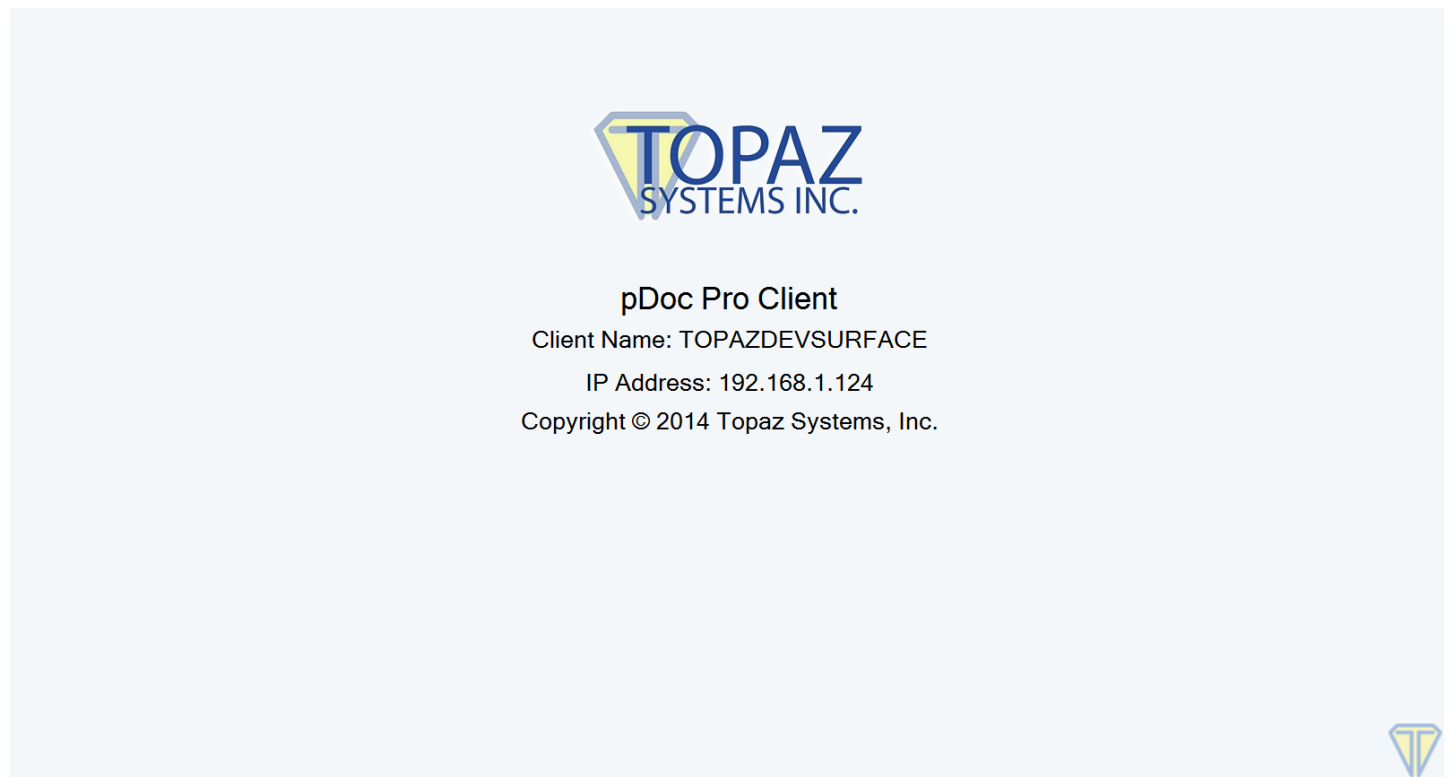 TOPAZ
SYSTEMS INC.
pDoc Pro Client
Client Name: TOPAZDEVSURFACE
IP Address: 192.168.1.124
Copyright © 2014 Topaz Systems, Inc.